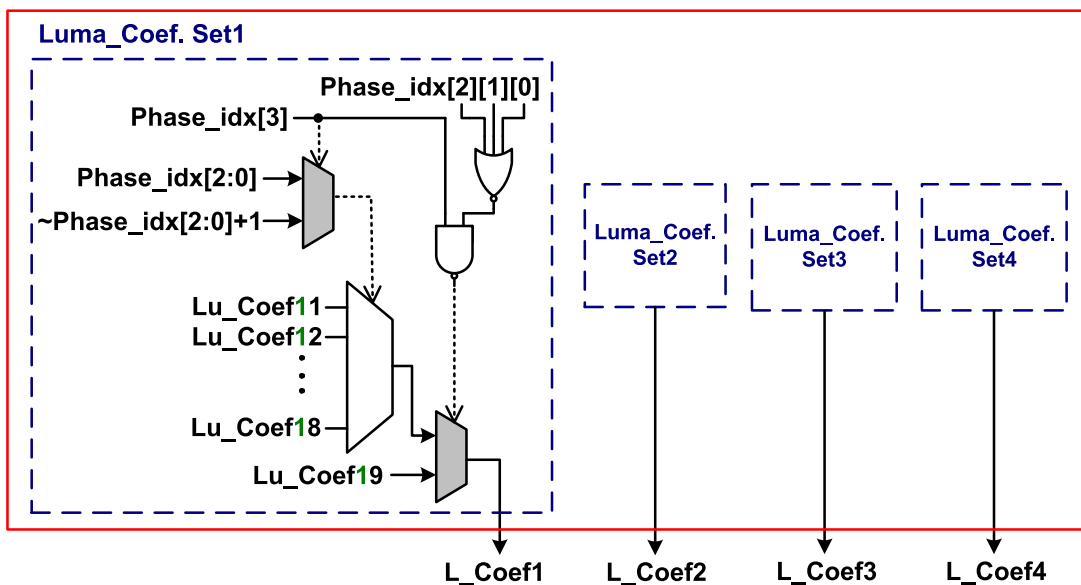 Luma_Coef. Set1
Phase_idx[2][1][0]
Phase_idx[3]
Phase_idx[2:0]
~Phase_idx[2:0]+1
Lu_Coef11
Lu_Coef12
Lu_Coef18
Lu_Coef19
Luma_Coef.
Set2
Luma_Coef.
Set3
Luma_Coef.
Set4
L_Coef1
L_Coef2
L_Coef3
L_Coef4